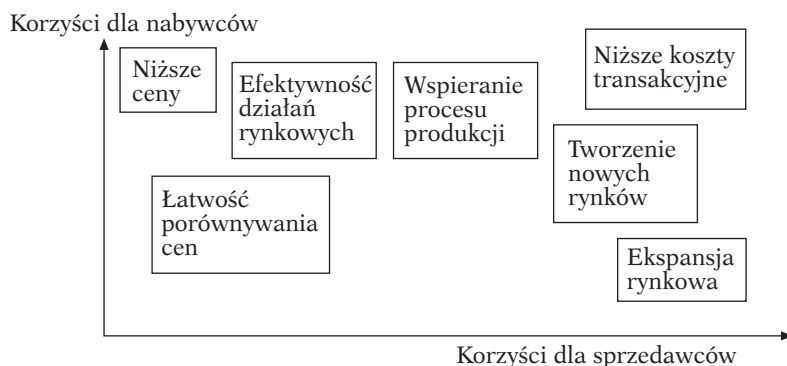 Korzyści dla nabywców
Niższe
ceny
Efektywność
działań
rynkowych
Wspieranie
procesu
produkcji
Niższe koszty
transakcyjne
Tworzenie
nowych
rynków
Łatwość
porównywania
cen
Ekspansja
rynkowa
Korzyści dla sprzedawców